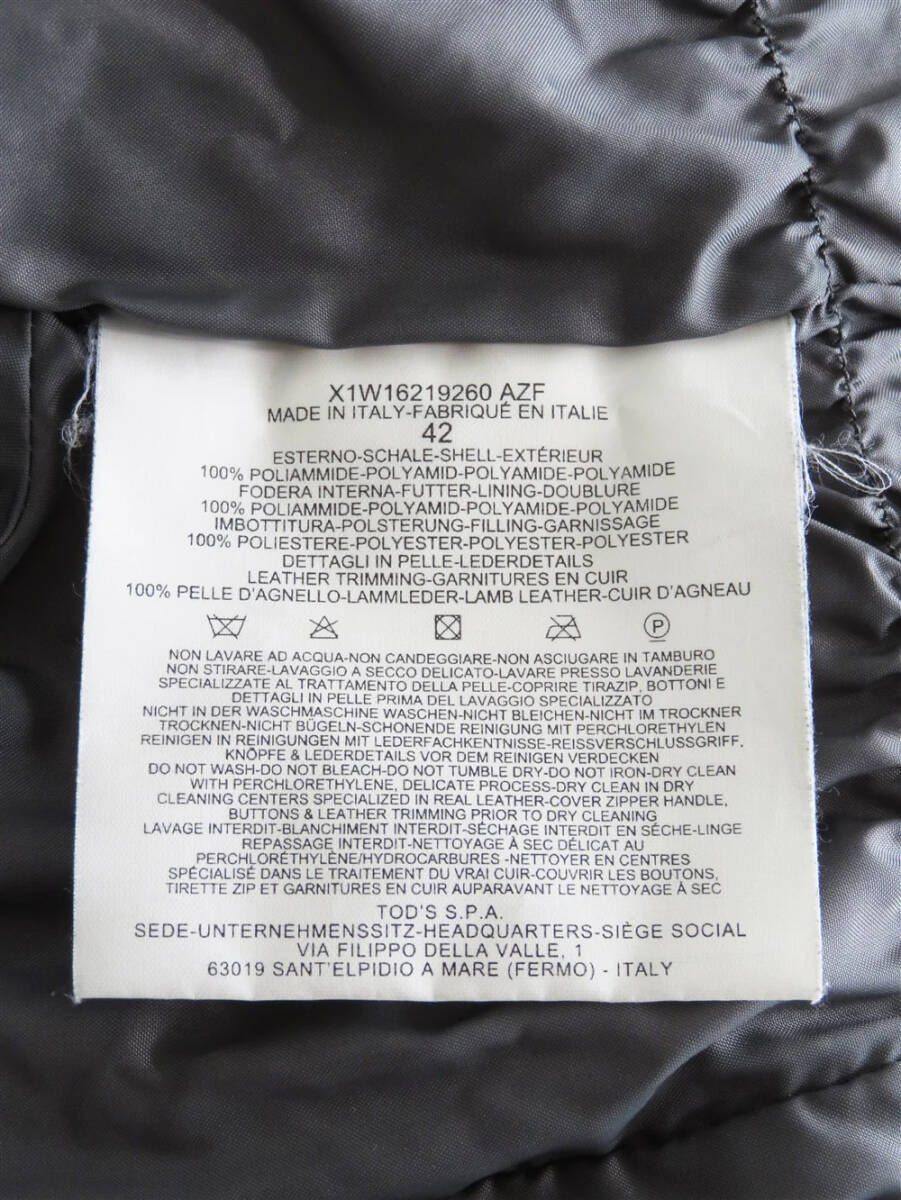 X1W16219260 AZF
MADE IN ITALY-FABRIQUÉ EN ITALIE
42
ESTERNO-SCHALE-SHELL-EXTÉRIEUR
100% POLIAMMIDE-POLYAMID-POLYAMIDE-POLYAMIDE
FODERA INTERNA-FUTTER-LINING-DOUBLURE
100% POLIAMMIDE-POLYAMID-POLYAMIDE-POLYAMIDE
IMBOTTITURA-POLSTERUNG-FILLING-GARNISSAGE
100% POLIESTERE-POLYESTER-POLYESTER-POLYESTER
DETTAGLI IN PELLE-LEDERDETAILS
LEATHER TRIMMING-GARNITURES EN CUIR
100% PELLE D'AGNELLO-LAMMLEDER-LAMB LEATHER-CUIR D'AGNEAU
P
NON LAVARE AD ACQUA-NON CANDEGGIARE-NON ASCIUGARE IN TAMBURO
NON STIRARE-LAVAGGIO A SECCO DELICATO-LAVARE PRESSO LAVANDERIE
SPECIALIZZATE AL TRATTAMENTO DELLA PELLE-COPRIRE TIRAZIP, BOTTONI E
DETTAGLI IN PELLE PRIMA DEL LAVAGGIO SPECIALIZZATO
NICHT IN DER WASCHMASCHINE WASCHEN-NICHT BLEICHEN-NICHT IM TROCKNER
TROCKNEN-NICHT BÜGELN-SCHONENDE REINIGUNG MIT PERCHLORETHYLEN
REINIGEN IN REINIGUNGEN MIT LEDERFACHKENTNISSE-REISSVERSCHLUSSGRIFF,
KNÖPFE & LEDERDETAILS VOR DEM REINIGEN VERDECKEN
DO NOT WASH-DO NOT BLEACH-DO NOT TUMBLE DRY-DO NOT IRON-DRY CLEAN
WITH PERCHLORETHYLENE, DELICATE PROCESS-DRY CLEAN IN DRY
CLEANING CENTERS SPECIALIZED IN REAL LEATHER-COVER ZIPPER HANDLE,
BUTTONS & LEATHER TRIMMING PRIOR TO DRY CLEANING
LAVAGE INTERDIT-BLANCHIMENT INTERDIT-SÉCHAGE INTERDIT EN SÉCHE-LINGE
REPASSAGE INTERDIT-NETTOYAGE À SEC DÉLICAT AU
PERCHLORÉTHYLÈNE/HYDROCARBURES -NETTOYER EN CENTRES
SPÉCIALISÉ DANS LE TRAITEMENT DU VRAI CUIR-COUVRIR LES BOUTONS,
TIRETTE ZIP ET GARNITURES EN CUIR AUPARAVANT LE NETTOYAGE À SEC
TOD'S S.P.A.
SEDE-UNTERNEHMENSSITZ-HEADQUARTERS-SIÈGE SOCIAL
VIA FILIPPO DELLA VALLE, 1
63019 SANT'ELPIDIO A MARE (FERMO) - ITALY